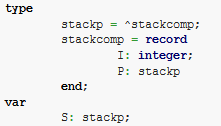 type
stackp = ^stackcomp;
stackcomp = record
I: integer;
P: stackp
end;
var
S: stackp;